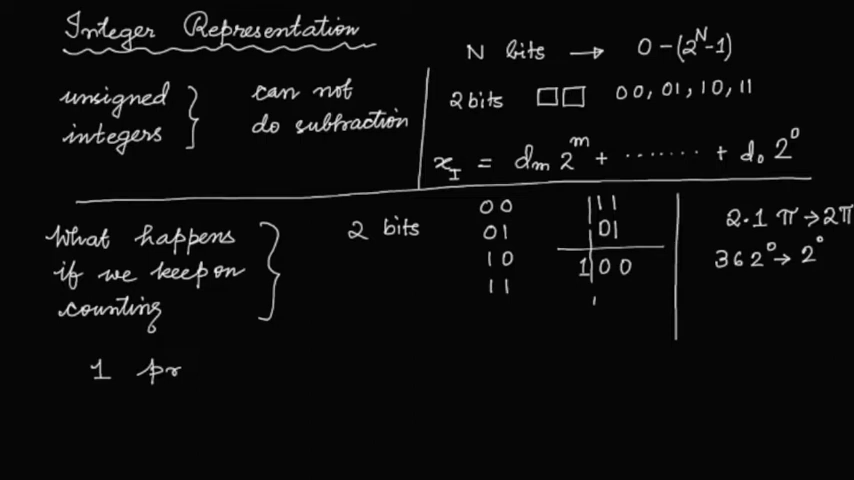 Integer Representation
unsigned
integers
can not
do subtraction
N bits → 0 - (2^N - 1)
2 bits 00, 01, 10, 11
x_I = d_m 2^m + ....... + d_0 2^0
What happens
if we keep on
counting
2 bits
00
01
10
11
11
01
100
2.1 π → 2π
362° → 2°
1 pr